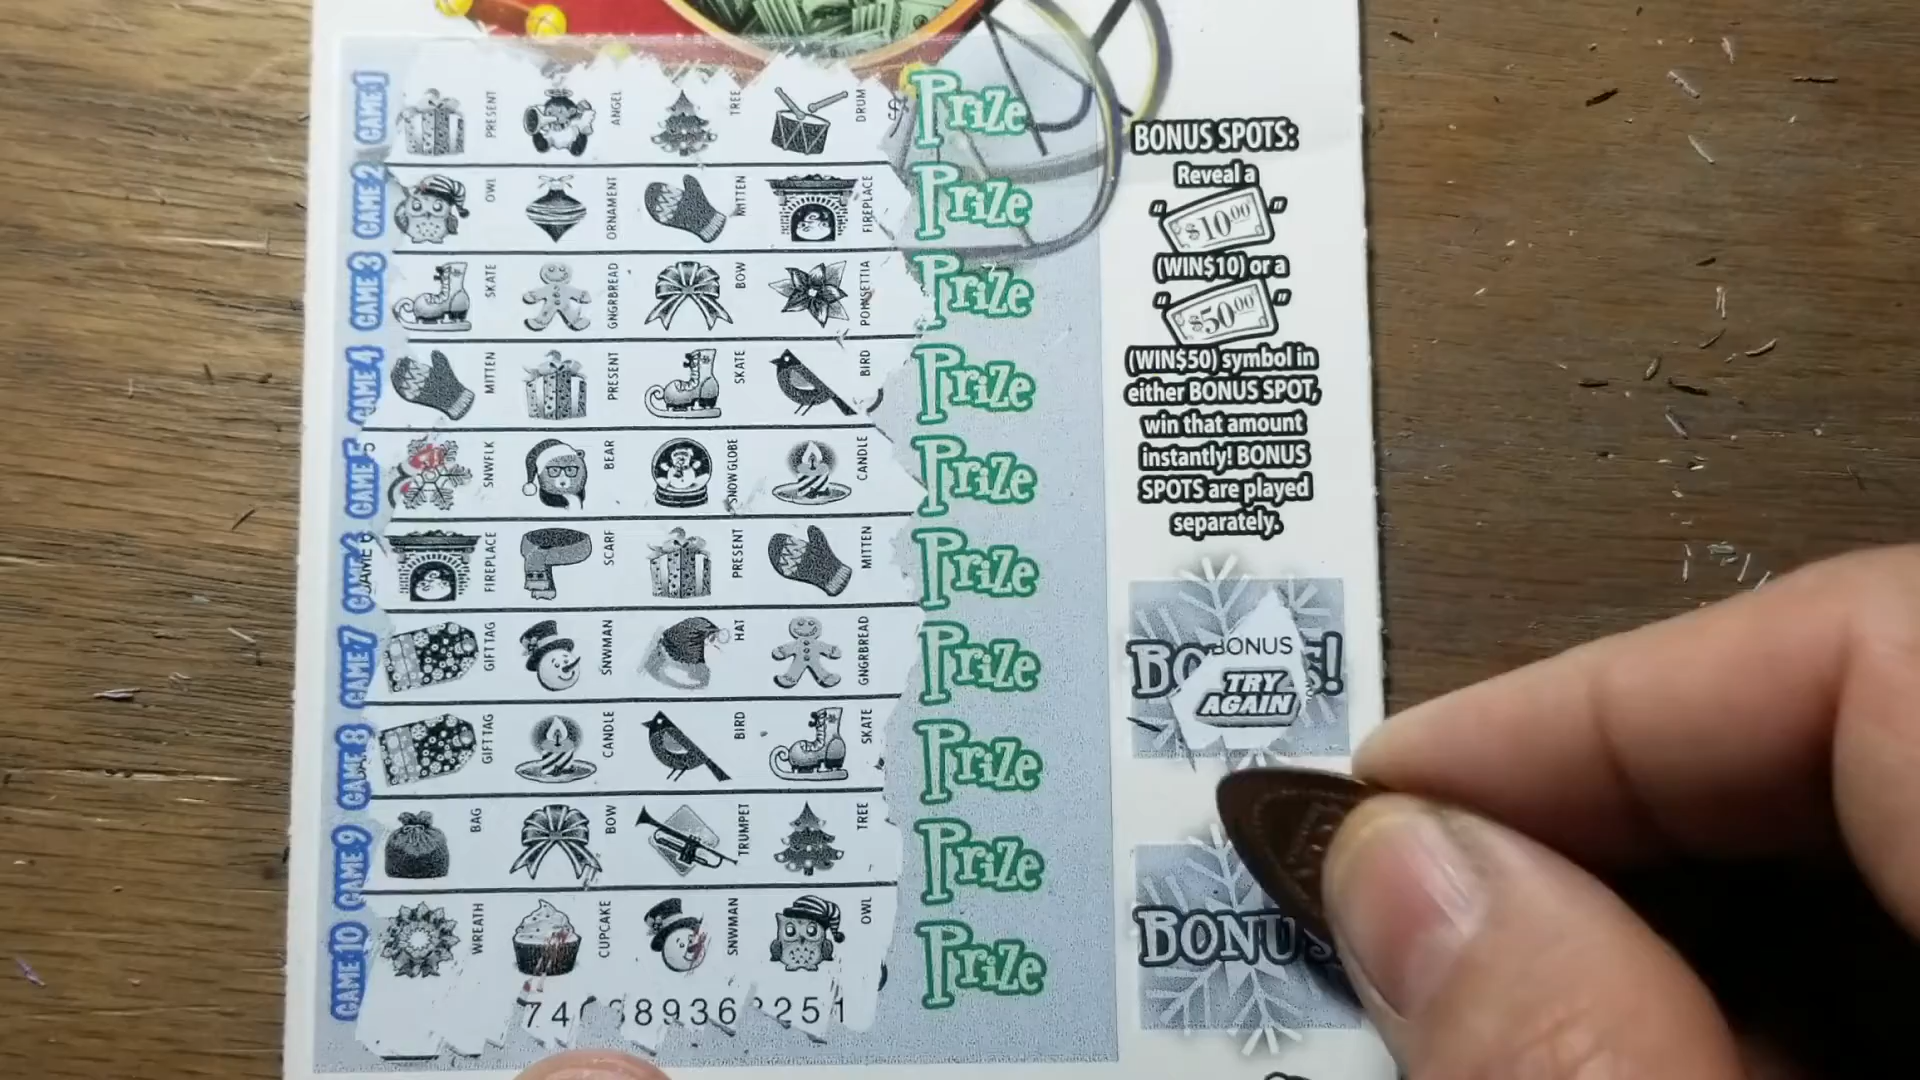 GAME 1 PRESENT ANGEL TREE DRUM Prize
GAME 2 OWL ORNAMENT MITTEN FIREPLACE Prize
GAME 3 SKATE GNGRBREAD BOW POINSETTIA Prize
GAME 4 MITTEN PRESENT SKATE BIRD Prize
GAME 5 5 SNWFLK BEAR SNOW GLOBE CANDLE Prize
GAME 6 FIREPLACE SCARF PRESENT MITTEN Prize
GAME 7 GIFT TAG SNWMAN HAT GNGRBREAD Prize
GAME 8 GIFT TAG CANDLE BIRD SKATE Prize
GAME 9 BAG BOW TRUMPET TREE Prize
GAME 10 WREATH CUPCAKE SNWMAN OWL Prize
BONUS SPOTS:
Reveal a
"$10.00"
(WIN$10) or a
"$50.00"
(WIN$50) symbol in
either BONUS SPOT,
win that amount
instantly! BONUS
SPOTS are played
separately.
BONUS
TRY
AGAIN